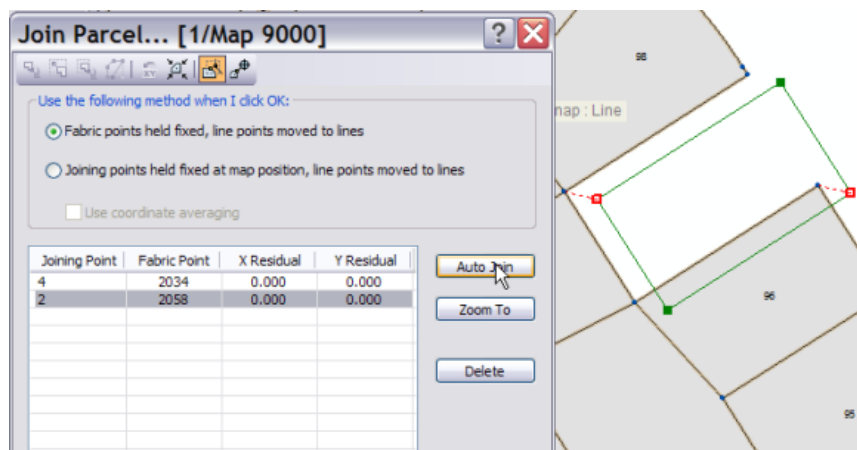 Join Parcel... [1/Map 9000]
Use the following method when I click OK:
Fabric points held fixed, line points moved to lines
Joining points held fixed at map position, line points moved to lines
Use coordinate averaging
Joining Point Fabric Point X Residual Y Residual
4 2034 0.000 0.000
2 2058 0.000 0.000
Auto Join
Zoom To
Delete
98
nap : Line
96
95